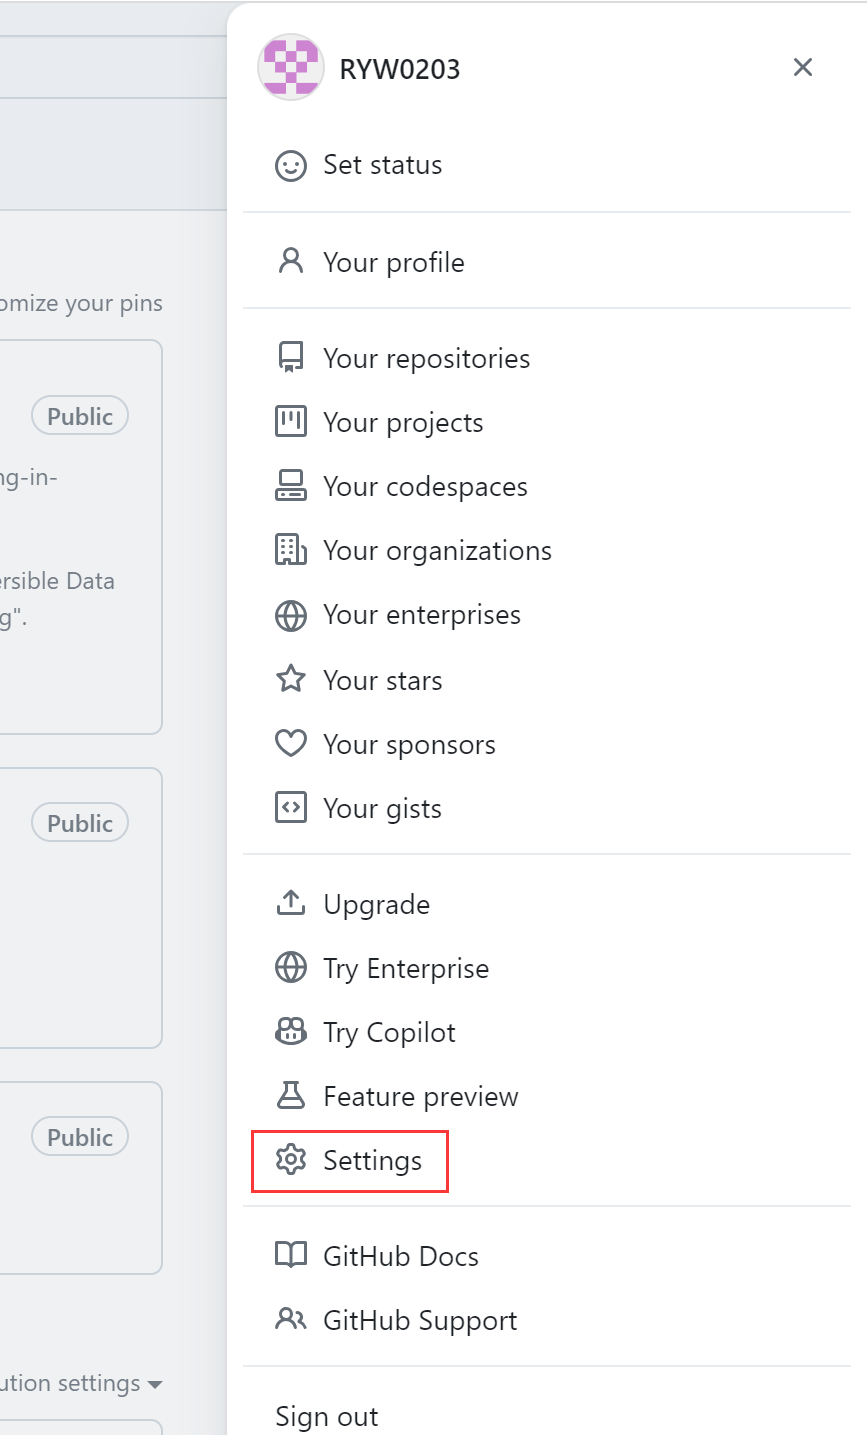 RYW0203
Set status
Your profile
omize your pins
Your repositories
Public
Your projects
ng-in-
Your codespaces
Your organizations
ersible Data
g".
Your enterprises
Your stars
Your sponsors
Your gists
Public
Upgrade
Try Enterprise
Try Copilot
Feature preview
Public
Settings
GitHub Docs
GitHub Support
ution settings
Sign out